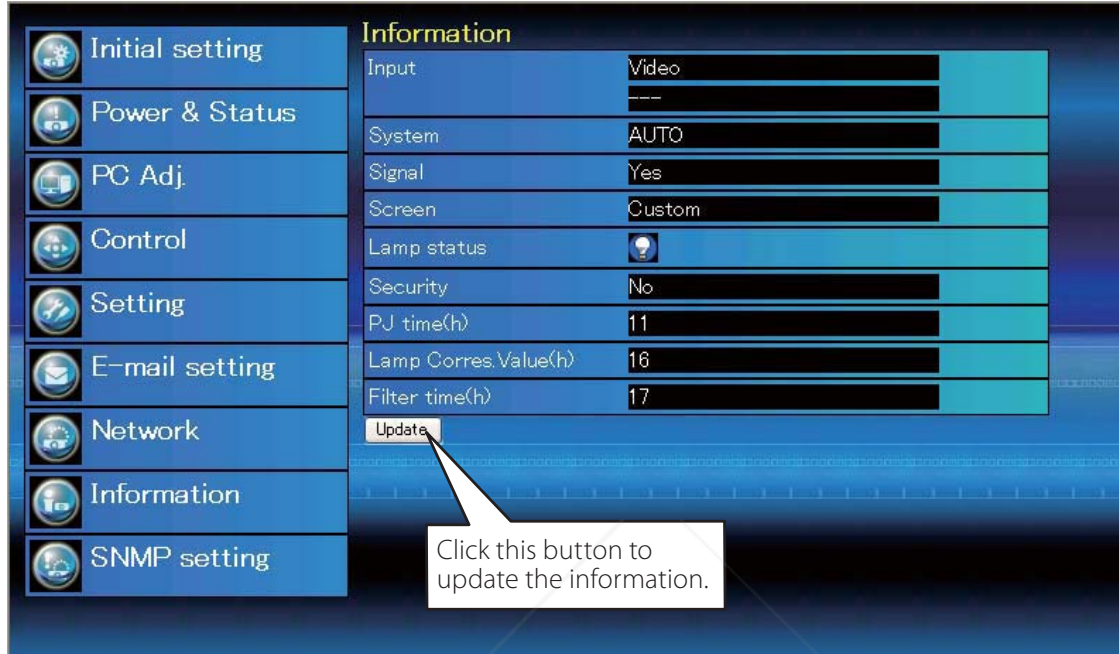 Initial setting
Power & Status
PC Adj.
Control
Setting
E-mail setting
Network
Information
SNMP setting
Information
Input Video
---
System AUTO
Signal Yes
Screen Custom
Lamp status
Security No
PJ time(h) 11
Lamp Corres.Value(h) 16
Filter time(h) 17
Update
Click this button to
update the information.